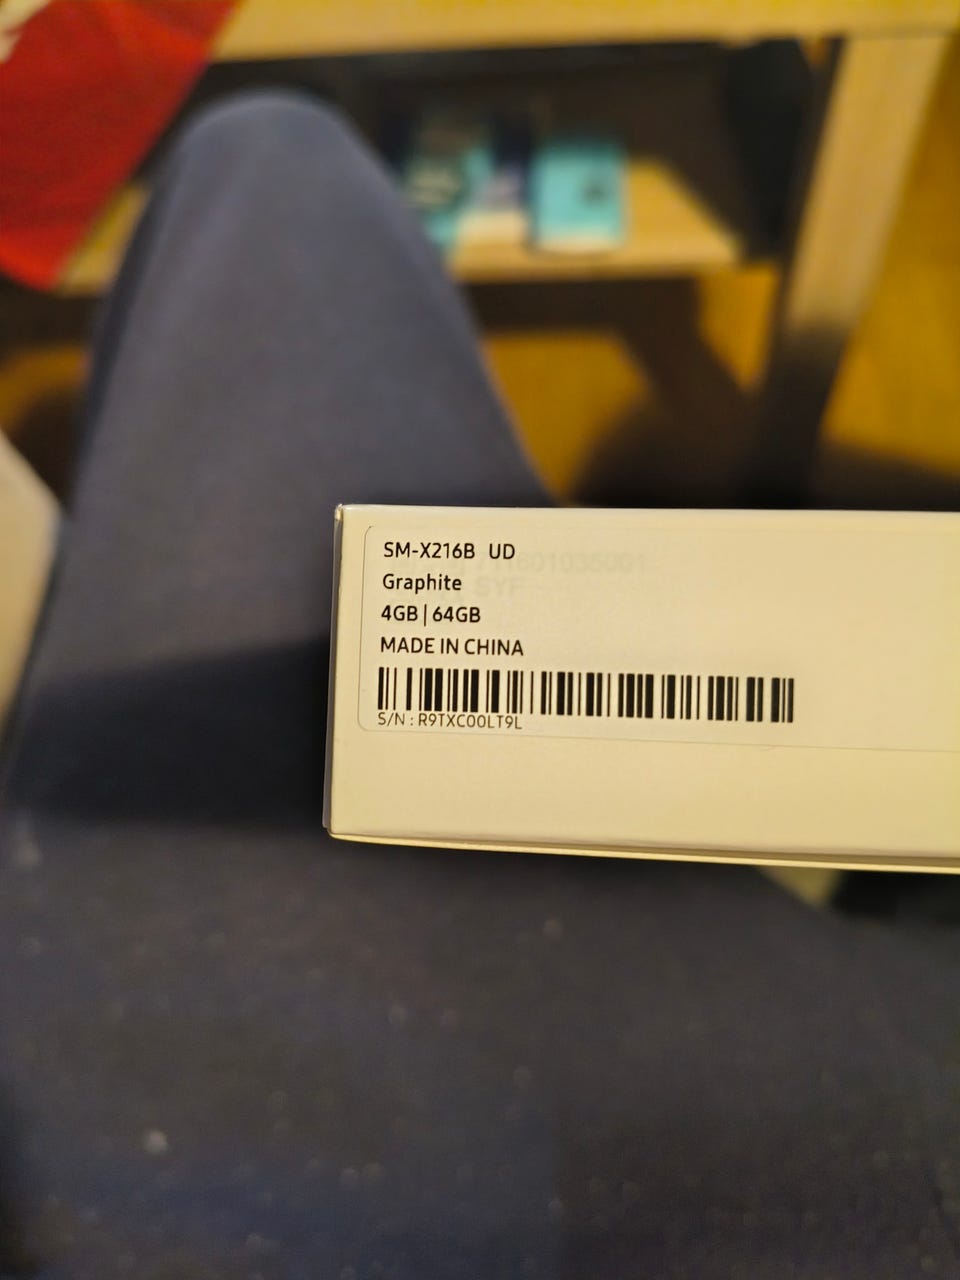 SM-X216B UD
Graphite
4GB | 64GB
MADE IN CHINA
S/N : R9TXC00LT9L